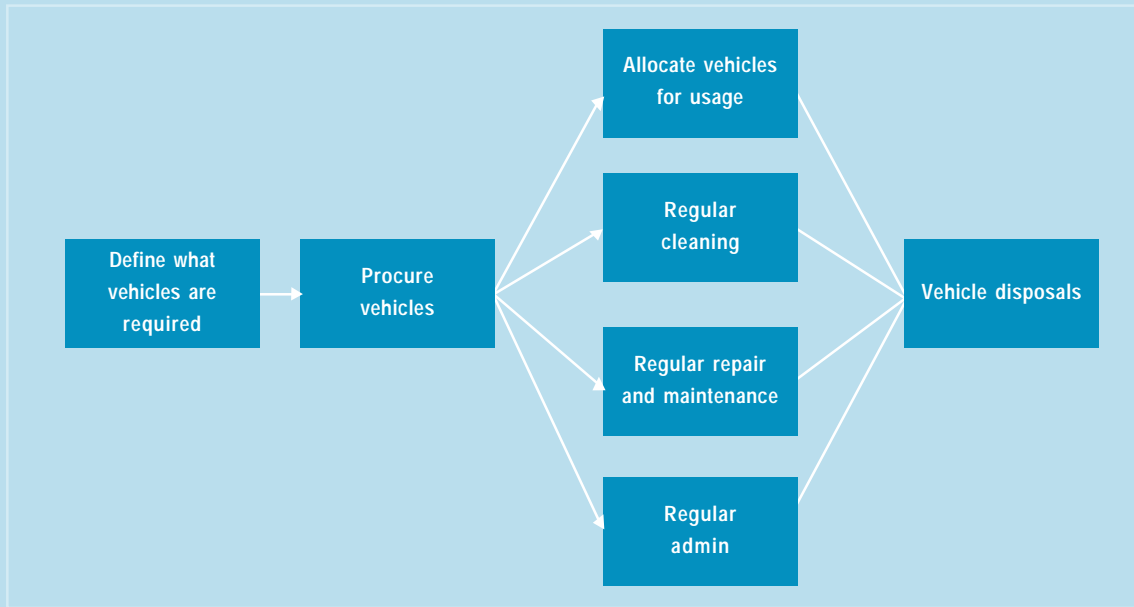 Define what
vehicles are
required
Procure
vehicles
Allocate vehicles
for usage
Regular
cleaning
Regular repair
and maintenance
Regular
admin
Vehicle disposals